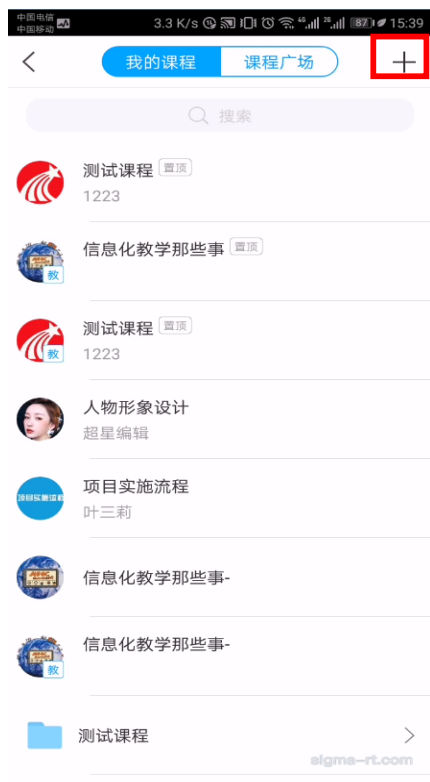 中国电信
中国移动
3.3 K/s
4G
2G
87
15:39
我的课程
课程广场
搜索
测试课程 置顶
1223
信息化教学那些事 置顶
教
测试课程 置顶
1223
教
人物形象设计
超星编辑
项目实施流程
叶三莉
信息化教学那些事-
信息化教学那些事-
教
测试课程
sigma-rt.com